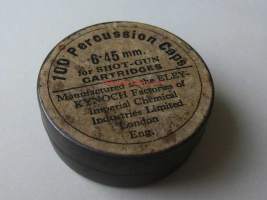 100 Percussion Caps
6·45 mm.
for SHOT-GUN
CARTRIDGES
Manufactured at the ELEY-
KYNOCH Factories of
Imperial Chemical
Industries Limited
London
Eng.